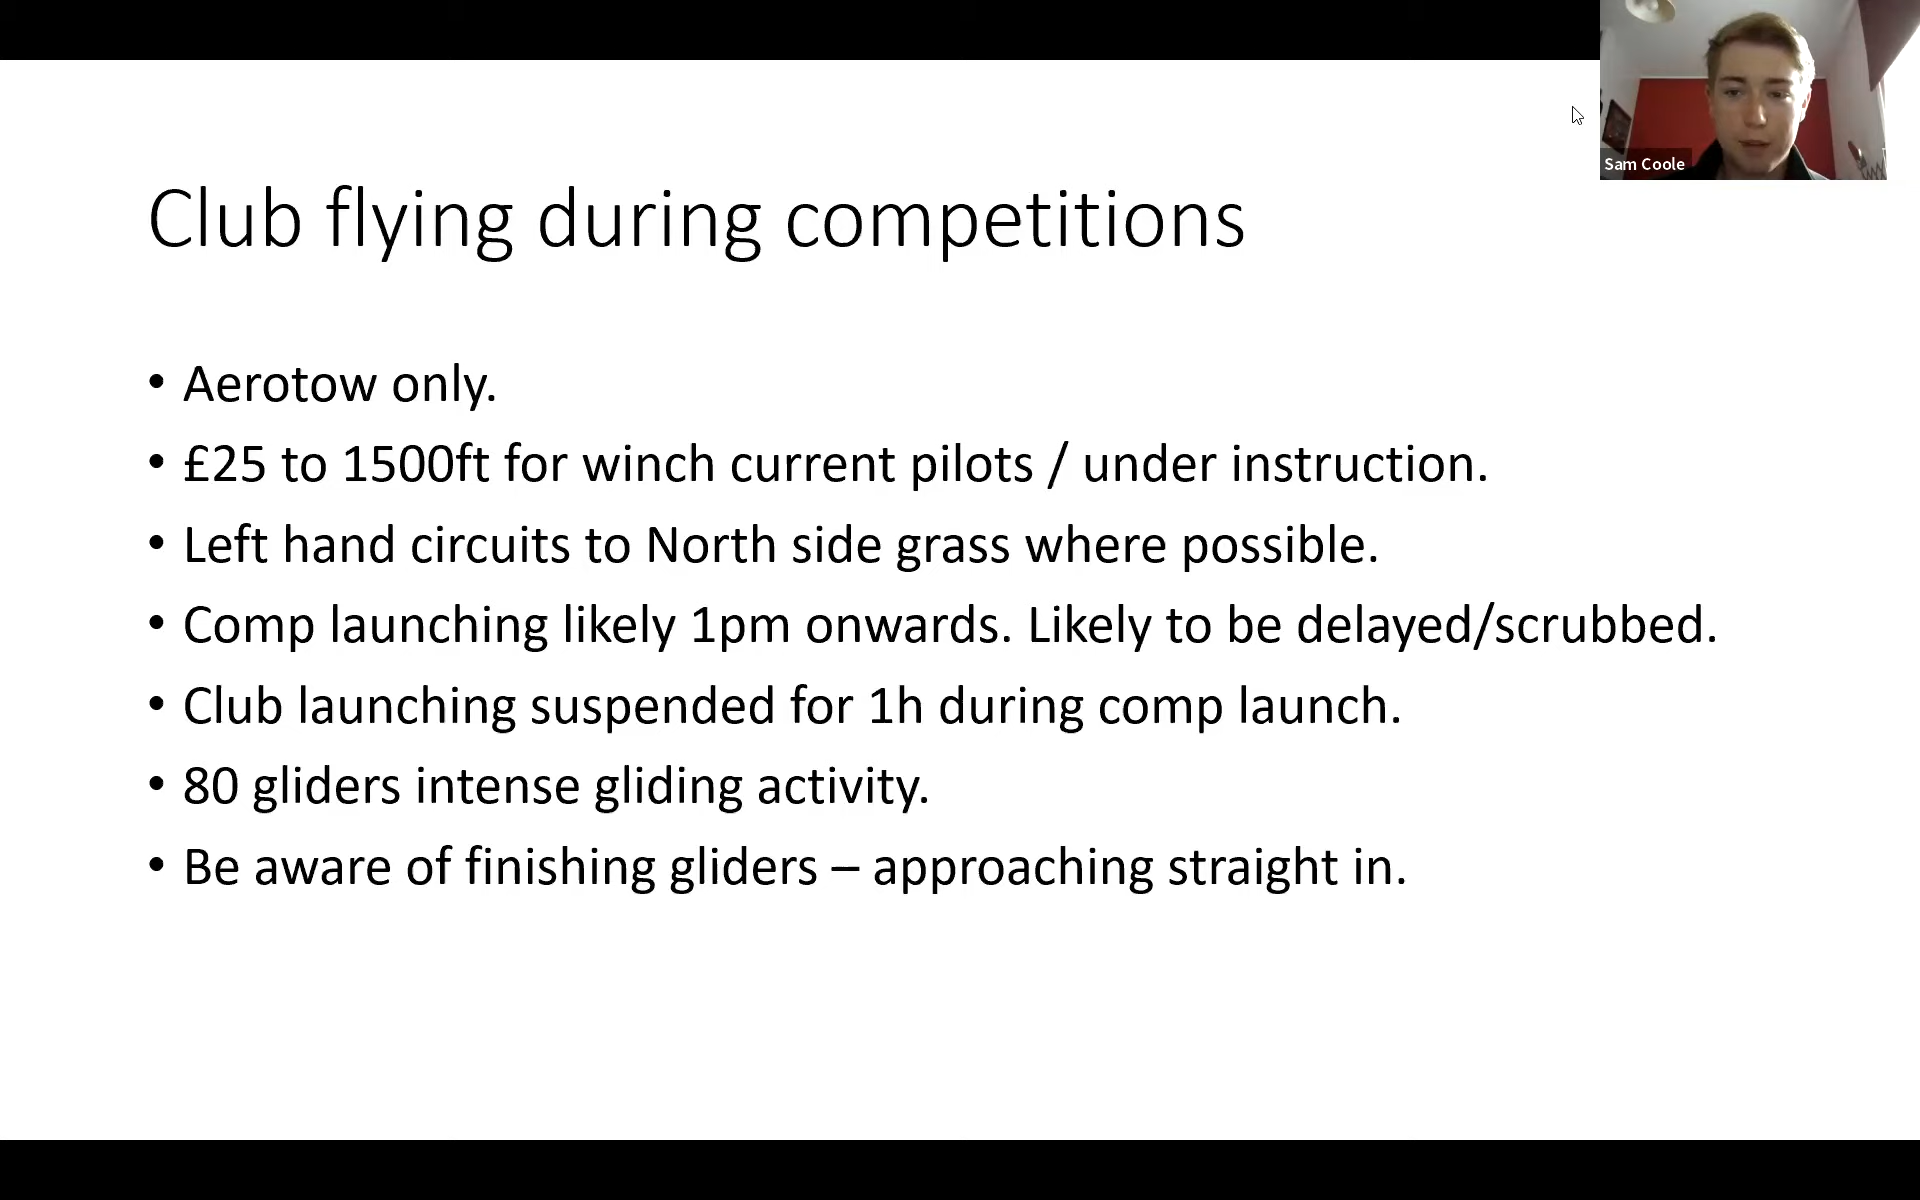 Sam Coole
Club flying during competitions
• Aerotow only.
• £25 to 1500ft for winch current pilots / under instruction.
• Left hand circuits to North side grass where possible.
• Comp launching likely 1pm onwards. Likely to be delayed/scrubbed.
• Club launching suspended for 1h during comp launch.
• 80 gliders intense gliding activity.
• Be aware of finishing gliders – approaching straight in.